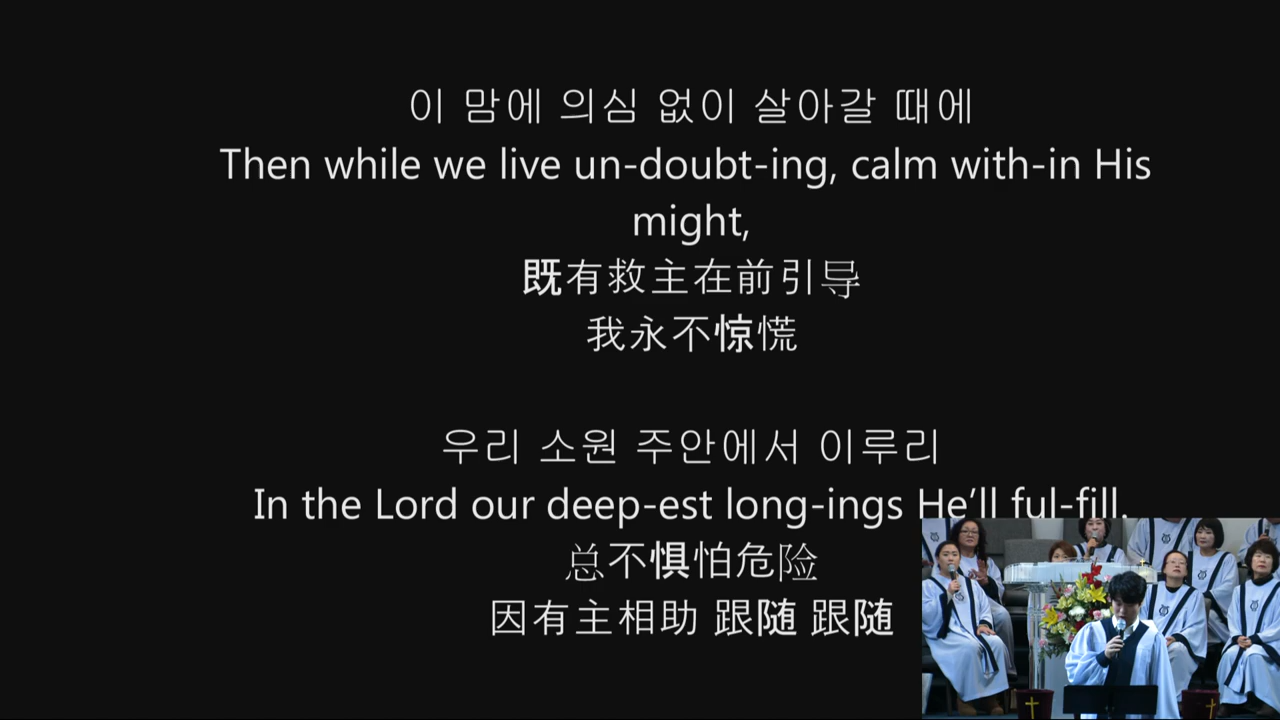 이 맘에 의심 없이 살아갈 때에
Then while we live un-doubt-ing, calm with-in His
might,
既有救主在前引导
我永不惊慌
우리 소원 주안에서 이루리
In the Lord our deep-est long-ings He’ll ful-fill.
总不惧怕危险
因有主相助 跟随 跟随